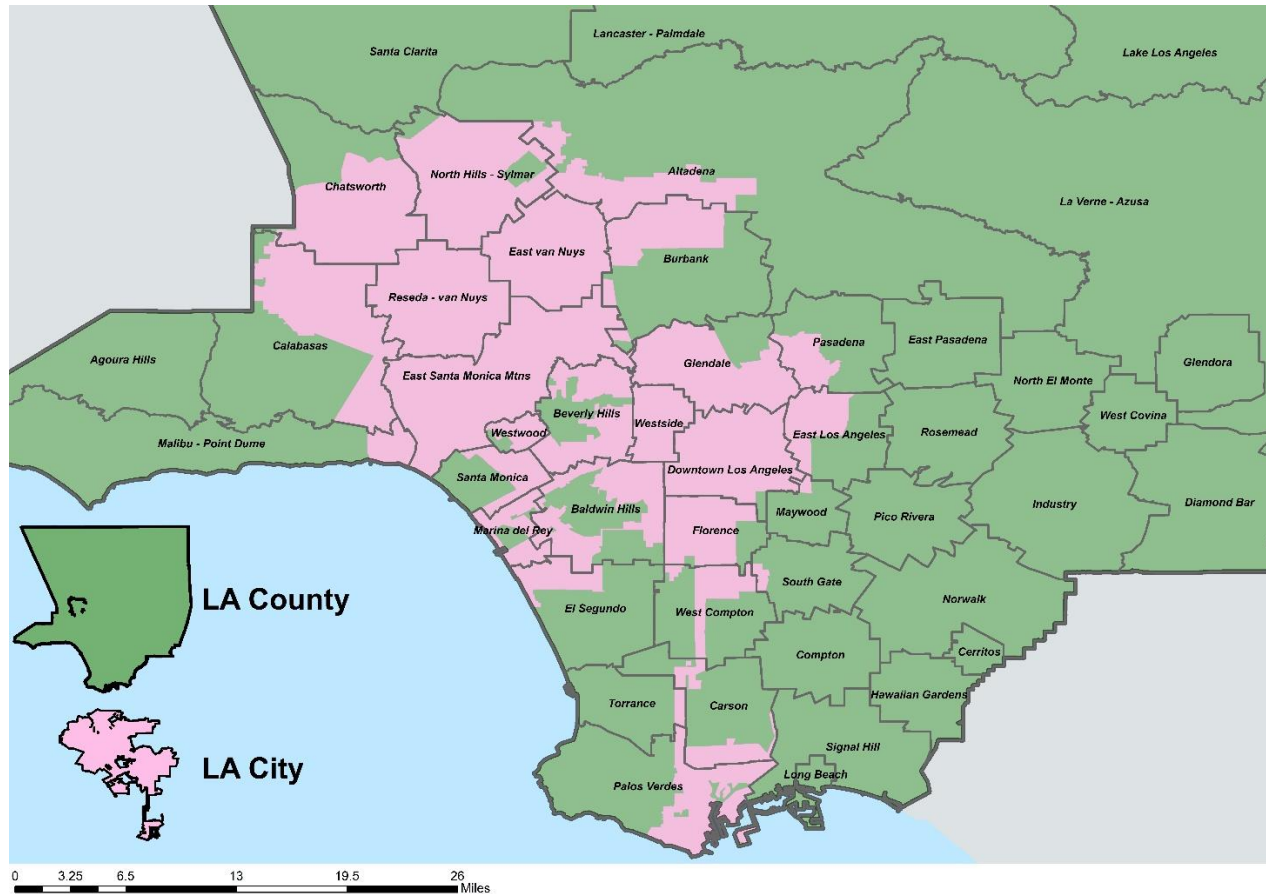 Lancaster - Palmdale
Santa Clarita
Lake Los Angeles
Altadena
North Hills - Sylmar
Chatsworth
La Verne - Azusa
East van Nuys
Burbank
Reseda - van Nuys
Calabasas
Agoura Hills
East Pasadena
Pasadena
Glendale
Glendora
East Santa Monica Mtns
North El Monte
Beverly Hills
West Covina
Westside
Westwood
East Los Angeles
Rosemead
Malibu - Point Dume
Downtown Los Angeles
Santa Monica
Diamond Bar
Industry
Baldwin Hills
Maywood
Pico Rivera
Marina del Rey
Florence
South Gate
Norwalk
LA County
El Segundo
West Compton
Cerritos
Compton
Hawaiian Gardens
Torrance
Carson
Signal Hill
LA City
Long Beach
Palos Verdes
0 3.25 6.5 13 19.5 26
Miles